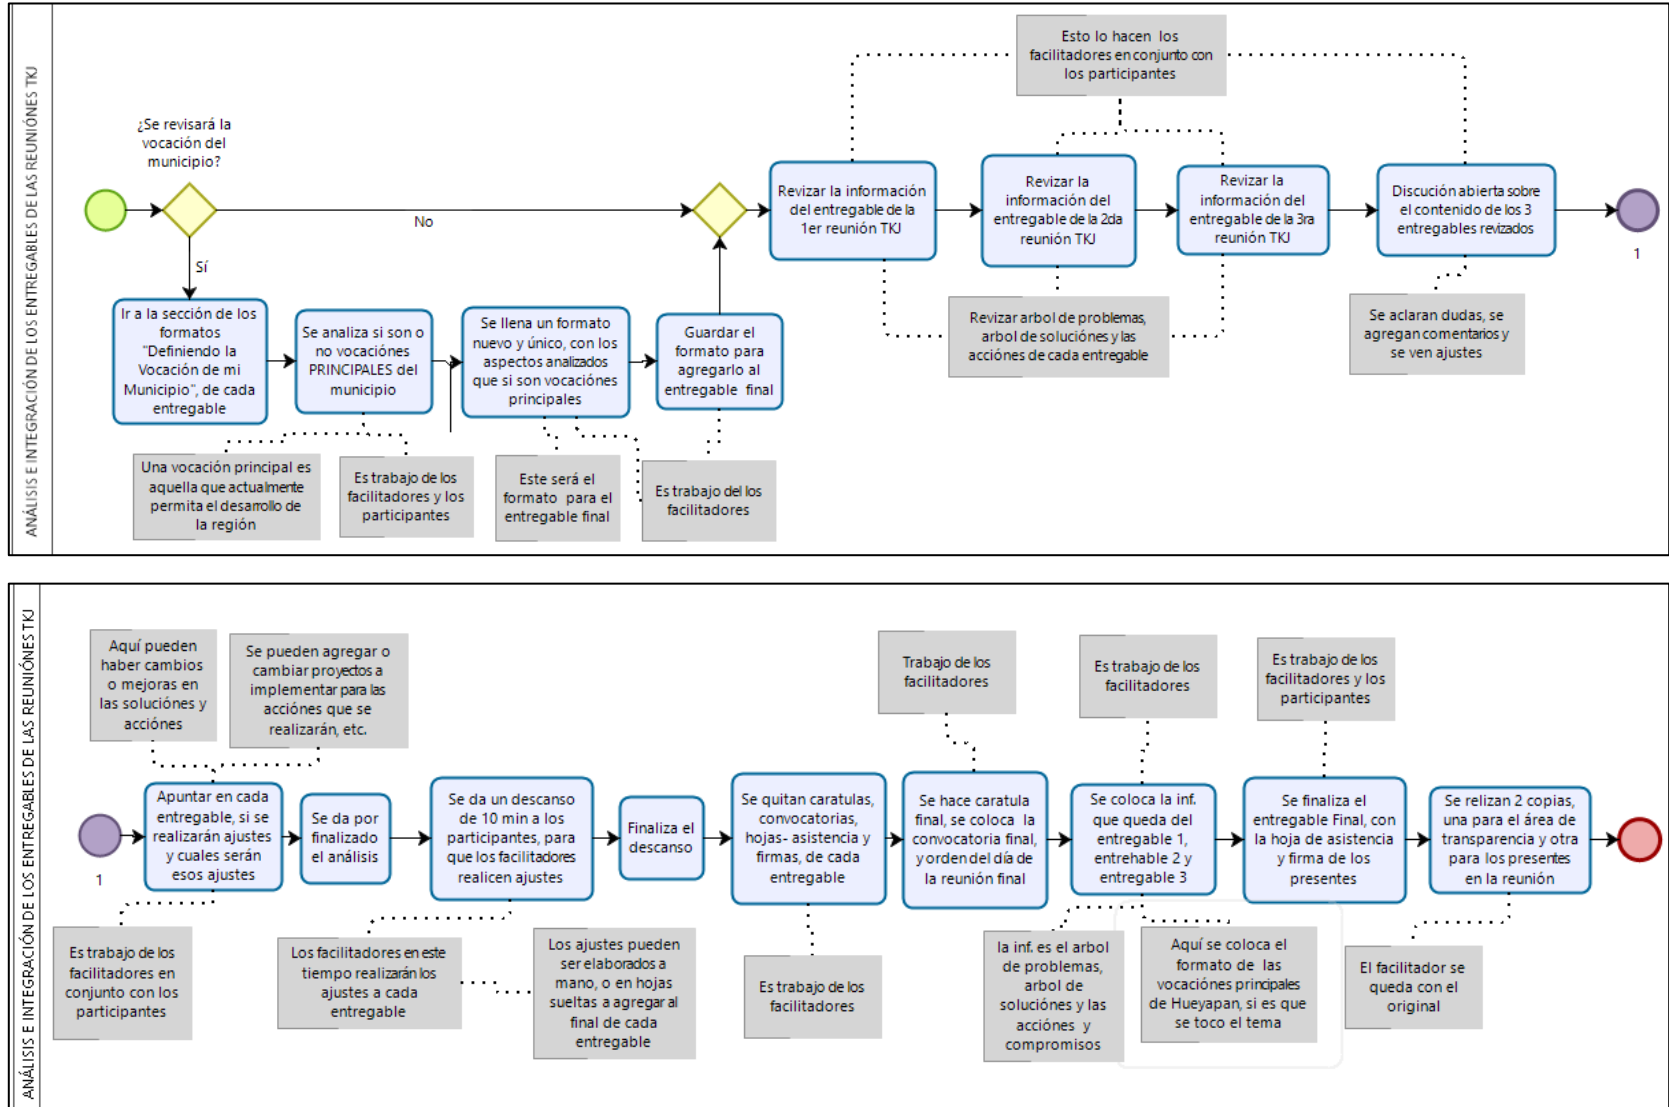 ANÁLISIS E INTEGRACIÓN DE LOS ENTREGABLES DE LAS REUNIÓNES TKJ
¿Se revisará la
vocación del
municipio?
No
Sí
Ir a la sección de los
formatos
"Definiendo la
Vocación de mi
Municipio", de cada
entregable
Se analiza si son o
no vocaciónes
PRINCIPALES del
municipio
Se llena un formato
nuevo y único, con los
aspectos analizados
que si son vocaciónes
principales
Guardar el
formato para
agregarlo al
entregable final
Una vocación principal es
aquella que actualmente
permita el desarrollo de
la región
Es trabajo de los
facilitadores y los
participantes
Este será el
formato para el
entregable final
Es trabajo del los
facilitadores
Esto lo hacen los
facilitadores en conjunto con
los participantes
Revizar la información
del entregable de la
1er reunión TKJ
Revizar la
información del
entregable de la 2da
reunión TKJ
Revizar la
información del
entregable de la 3ra
reunión TKJ
Discución abierta sobre
el contenido de los 3
entregables revizados
1
Revizar arbol de problemas,
arbol de soluciónes y las
acciónes de cada entregable
Se aclaran dudas, se
agregan comentarios y
se ven ajustes
ANÁLISIS E INTEGRACIÓN DE LOS ENTREGABLES DE LAS REUNIÓNES TKJ
Aquí pueden
haber cambios
o mejoras en
las soluciónes y
acciónes
Se pueden agregar o
cambiar proyectos a
implementar para las
acciónes que se
realizarán, etc.
Trabajo de los
facilitadores
Es trabajo de los
facilitadores
Es trabajo de los
facilitadores y los
participantes
1
Apuntar en cada
entregable, si se
realizarán ajustes
y cuales serán
esos ajustes
Se da por
finalizado
el análisis
Se da un descanso
de 10 min a los
participantes, para
que los facilitadores
realicen ajustes
Finaliza el
descanso
Se quitan caratulas,
convocatorias,
hojas- asistencia y
firmas, de cada
entregable
Se hace caratula
final, se coloca la
convocatoria final,
y orden del día de
la reunión final
Se coloca la inf.
que queda del
entregable 1,
entrehable 2 y
entregable 3
Se finaliza el
entregable Final, con
la hoja de asistencia
y firma de los
presentes
Se relizan 2 copias,
una para el área de
transparencia y otra
para los presentes
en la reunión
Es trabajo de los
facilitadores en
conjunto con los
participantes
Los facilitadores en este
tiempo realizarán los
ajustes a cada
entregable
Los ajustes pueden
ser elaborados a
mano, o en hojas
sueltas a agregar al
final de cada
entregable
Es trabajo de los
facilitadores
la inf. es el arbol
de problemas,
arbol de
soluciónes y las
acciónes y
compromisos
Aquí se coloca el
formato de las
vocaciónes principales
de Hueyapan, si es que
se toco el tema
El facilitador se
queda con el
original